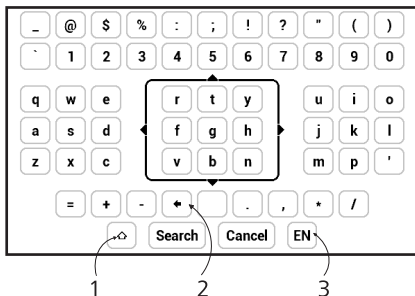 _ @ $ % : ; ! ? " ( )
` 1 2 3 4 5 6 7 8 9 0
q w e r t y u i o
a s d f g h j k l
z x c v b n m p '
= + - . , * /
Search Cancel EN
1 2 3